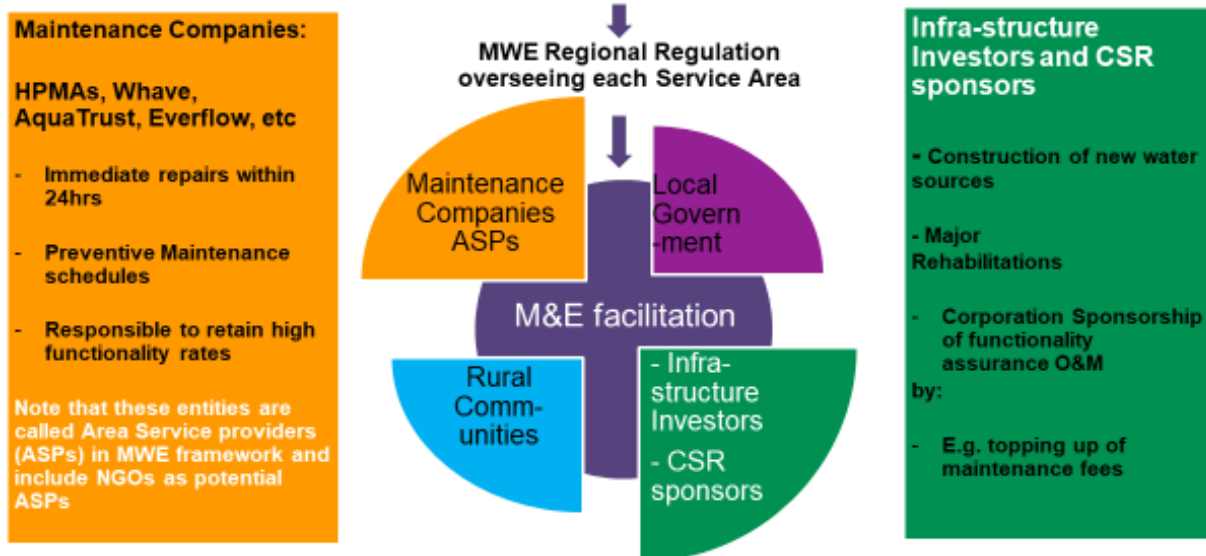 Maintenance Companies:
HPMAs, Whave,
AquaTrust, Everflow, etc
- Immediate repairs within
24hrs
- Preventive Maintenance
schedules
- Responsible to retain high
functionality rates
Note that these entities are
called Area Service providers
(ASPs) in MWE framework and
include NGOs as potential
ASPs
MWE Regional Regulation
overseeing each Service Area
Maintenance
Companies
ASPs
Local
Govern
-ment
M&E facilitation
Rural
Comm-
unities
- Infra-
structure
Investors
- CSR
sponsors
Infra-structure
Investors and CSR
sponsors
- Construction of new water
sources
- Major
Rehabilitations
- Corporation Sponsorship
of functionality
assurance O&M
by:
- E.g. topping up of
maintenance fees